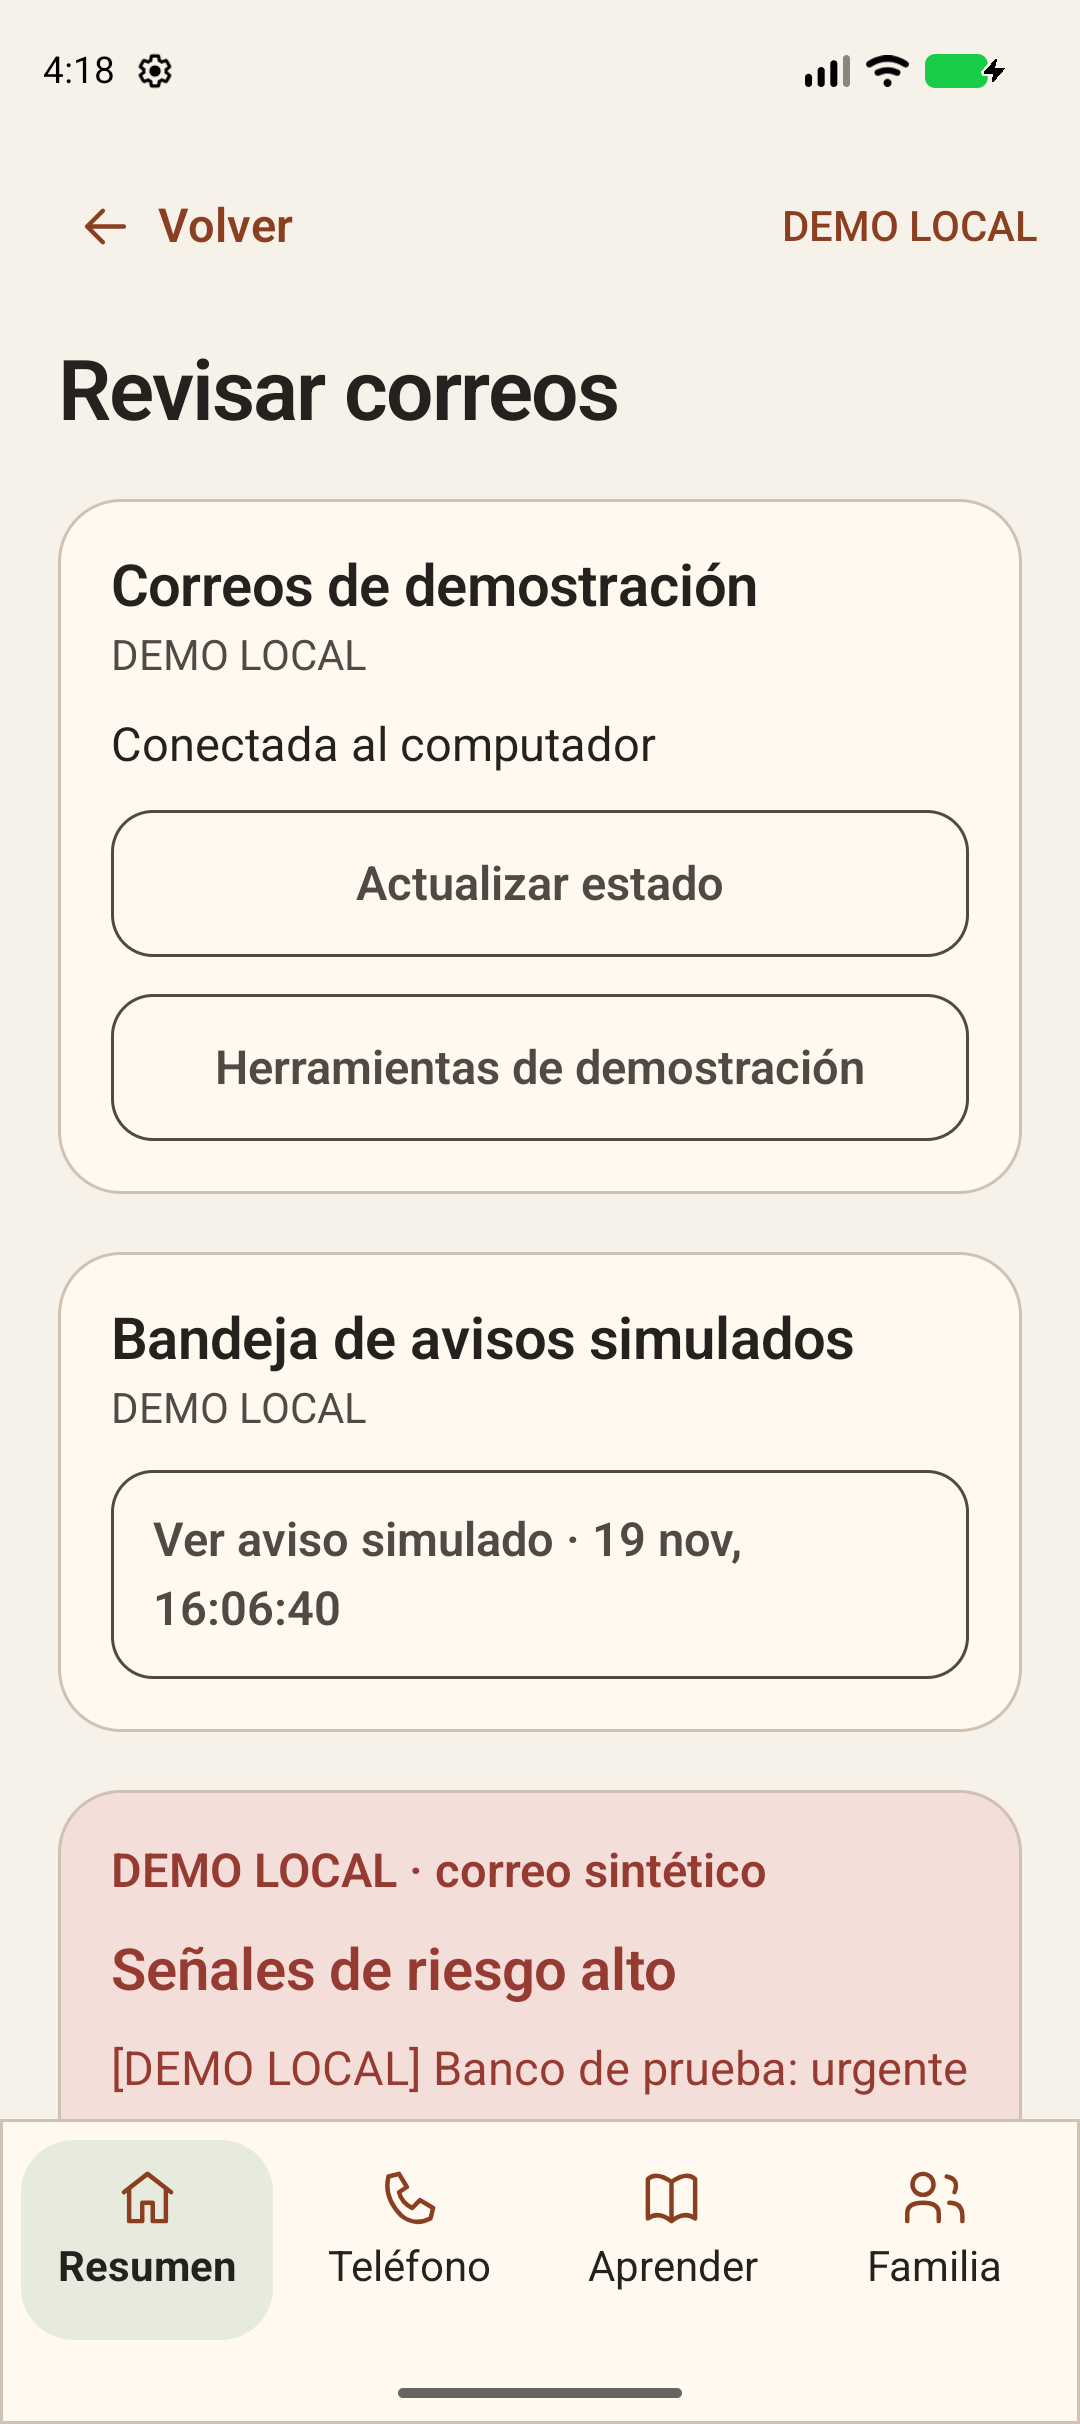 4:18
Volver
DEMO LOCAL
Revisar correos
Correos de demostración
DEMO LOCAL
Conectada al computador
Actualizar estado
Herramientas de demostración
Bandeja de avisos simulados
DEMO LOCAL
Ver aviso simulado · 19 nov,
16:06:40
DEMO LOCAL · correo sintético
Señales de riesgo alto
[DEMO LOCAL] Banco de prueba: urgente
Resumen
Teléfono
Aprender
Familia